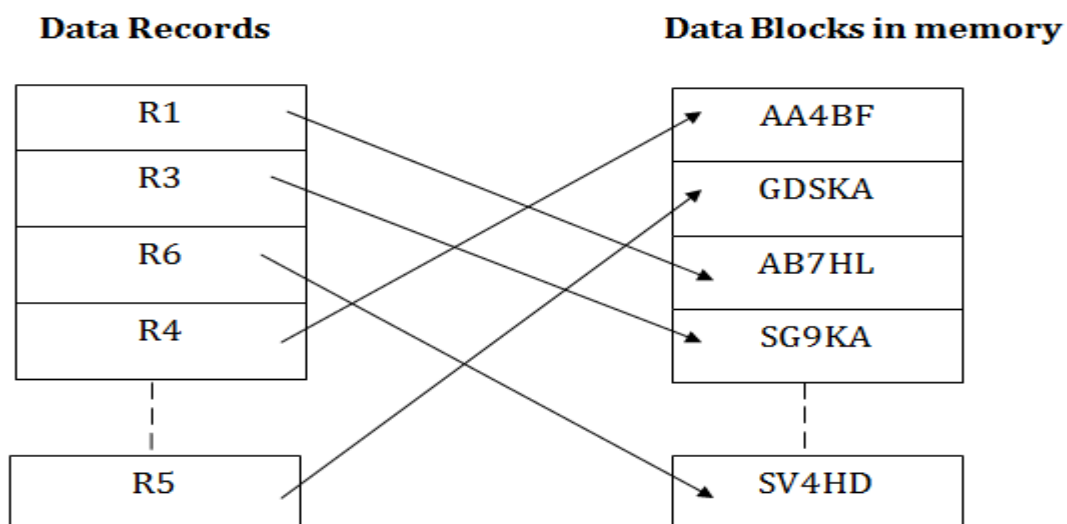 Data Records
Data Blocks in memory
R1
R3
R6
R4
R5
AA4BF
GDSKA
AB7HL
SG9KA
SV4HD